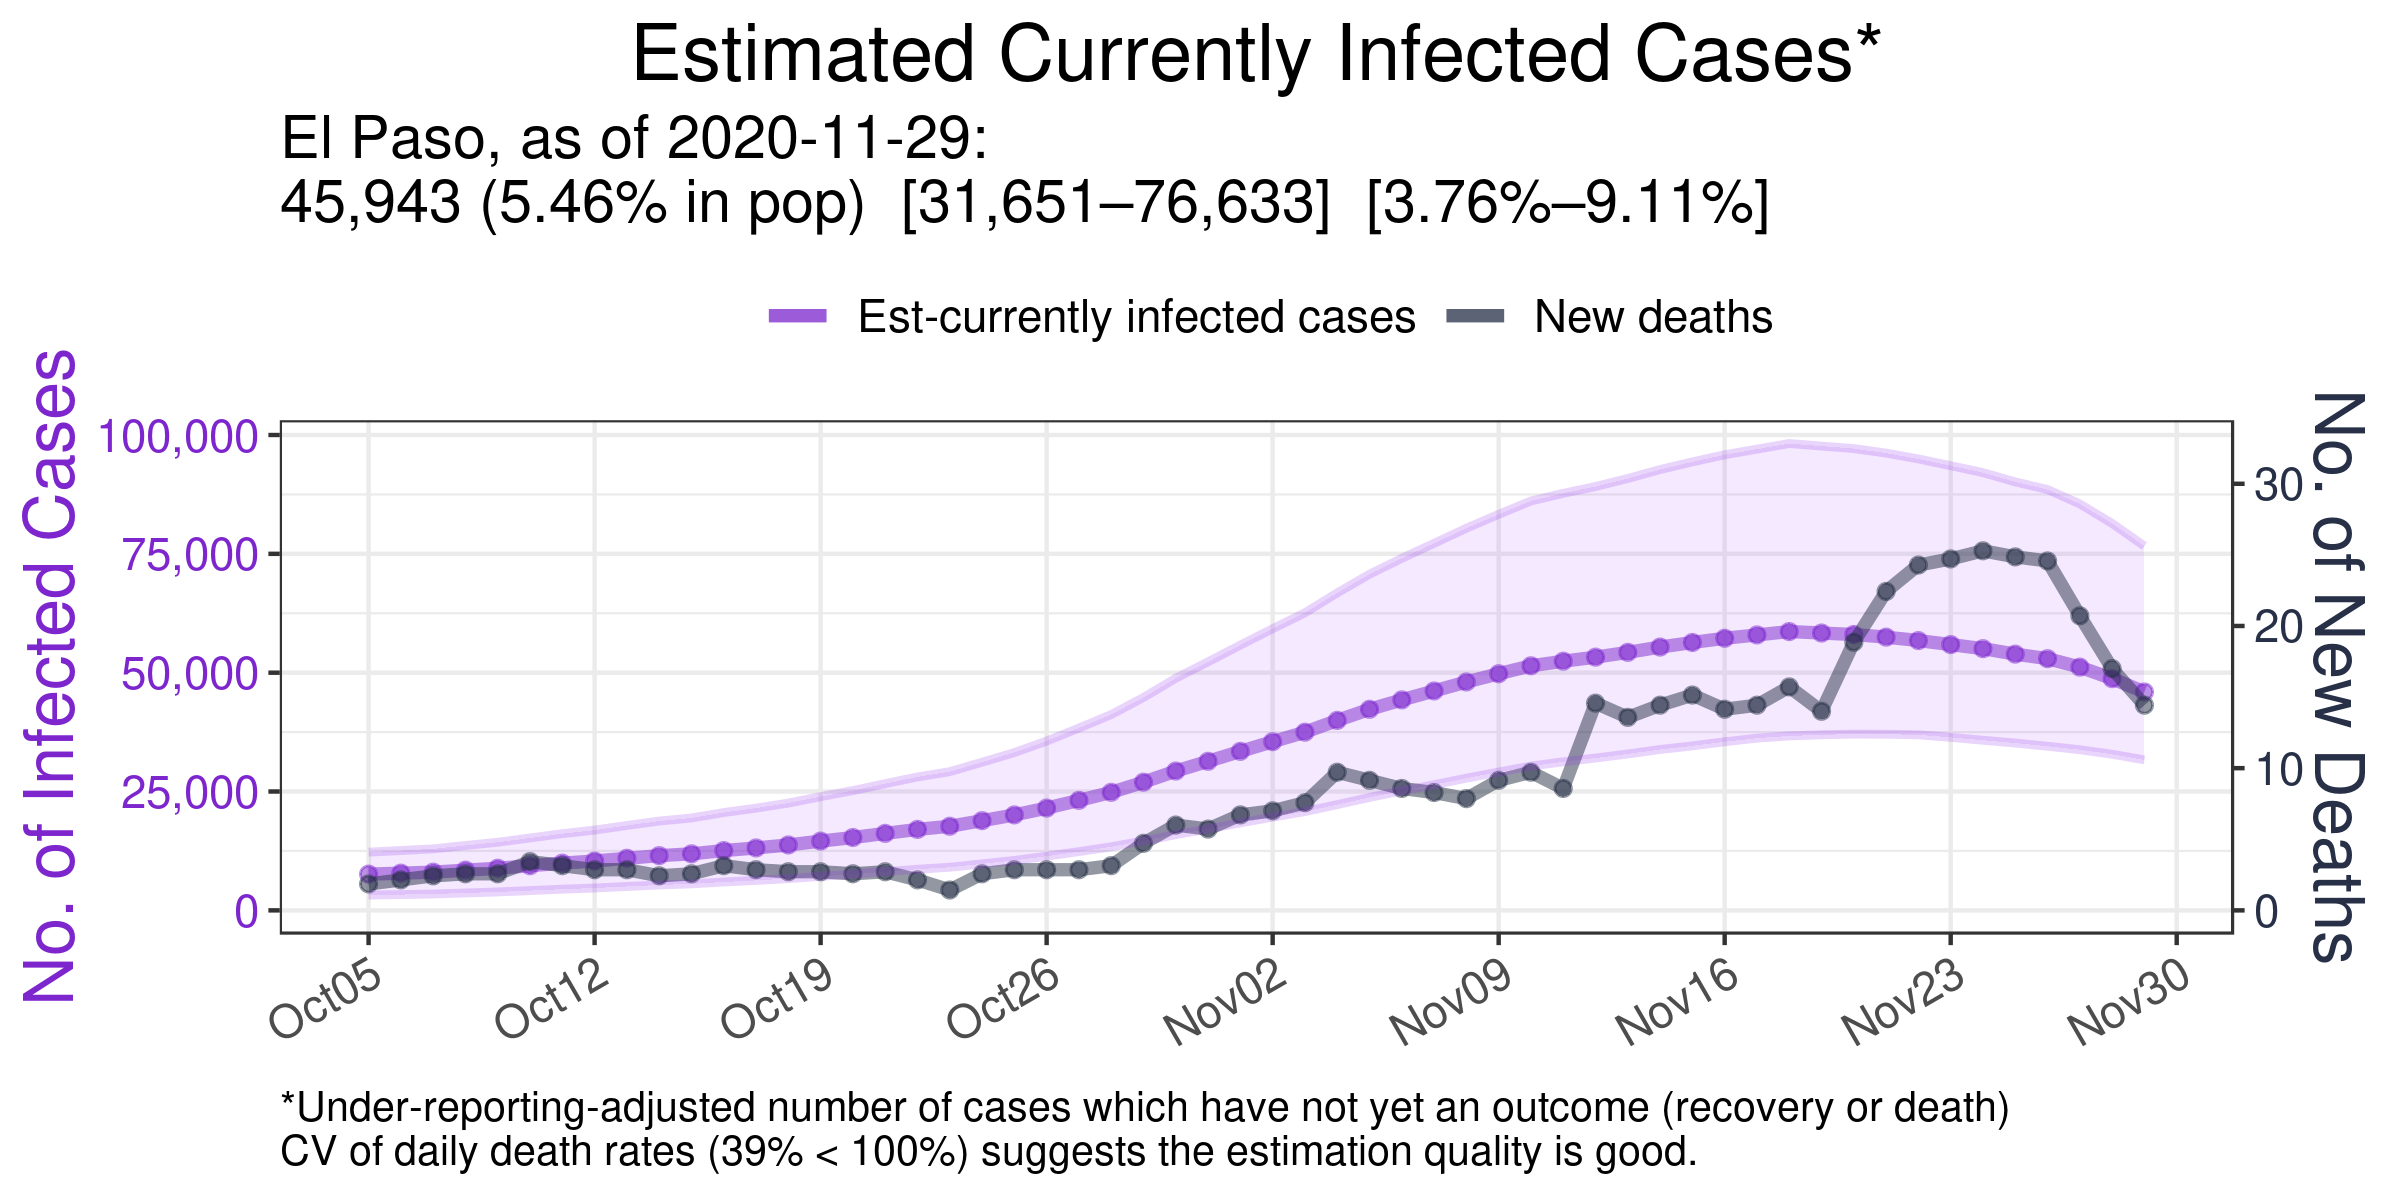 Estimated Currently Infected Cases*
El Paso, as of 2020-11-29:
45,943 (5.46% in pop)  [31,651–76,633]  [3.76%–9.11%]
Est-currently infected cases
New deaths
No. of Infected Cases
100,000
75,000
50,000
25,000
0
30
20
10
0
No. of New Deaths
Oct05
Oct12
Oct19
Oct26
Nov02
Nov09
Nov16
Nov23
Nov30
*Under-reporting-adjusted number of cases which have not yet an outcome (recovery or death)
CV of daily death rates (39% < 100%) suggests the estimation quality is good.